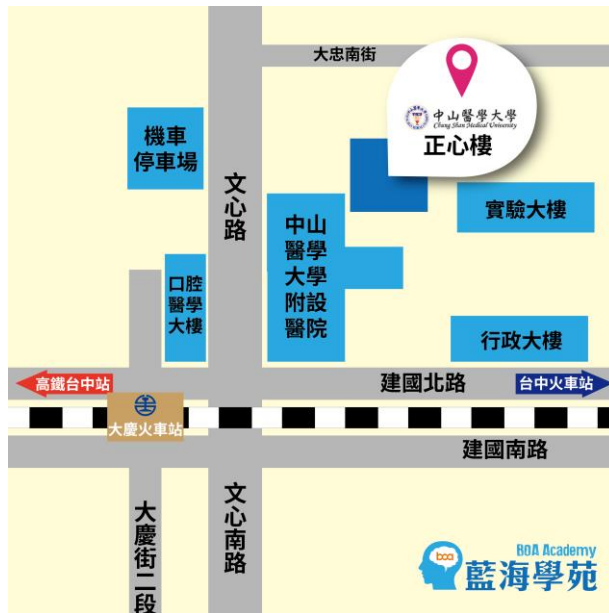 大忠南街
中山醫學大學
Chung Shan Medical University
正心樓
機車
停車場
文心路
中山
醫學
大學
附設
醫院
實驗大樓
口腔
醫學
大樓
行政大樓
高鐵台中站
建國北路
台中火車站
大慶火車站
建國南路
大慶街二段
文心南路
BOA Academy
boa
藍海學苑